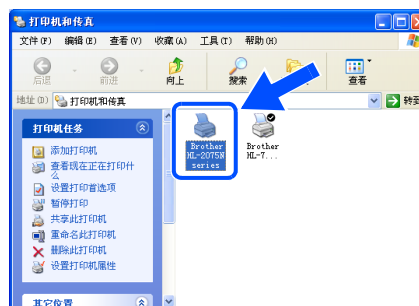 打印机和传真
文件(F) 编辑(E) 查看(V) 收藏(A) 工具(T) 帮助(H)
后退 前进 向上 搜索 查看
地址(D) 打印机和传真 转到
打印机任务
添加打印机
查看现在正在打印什
么
设置打印首选项
暂停打印
共享此打印机
重命名此打印机
删除此打印机
设置打印机属性
其它位置
Brother
HL-2075N
series
Brother
HL-7...